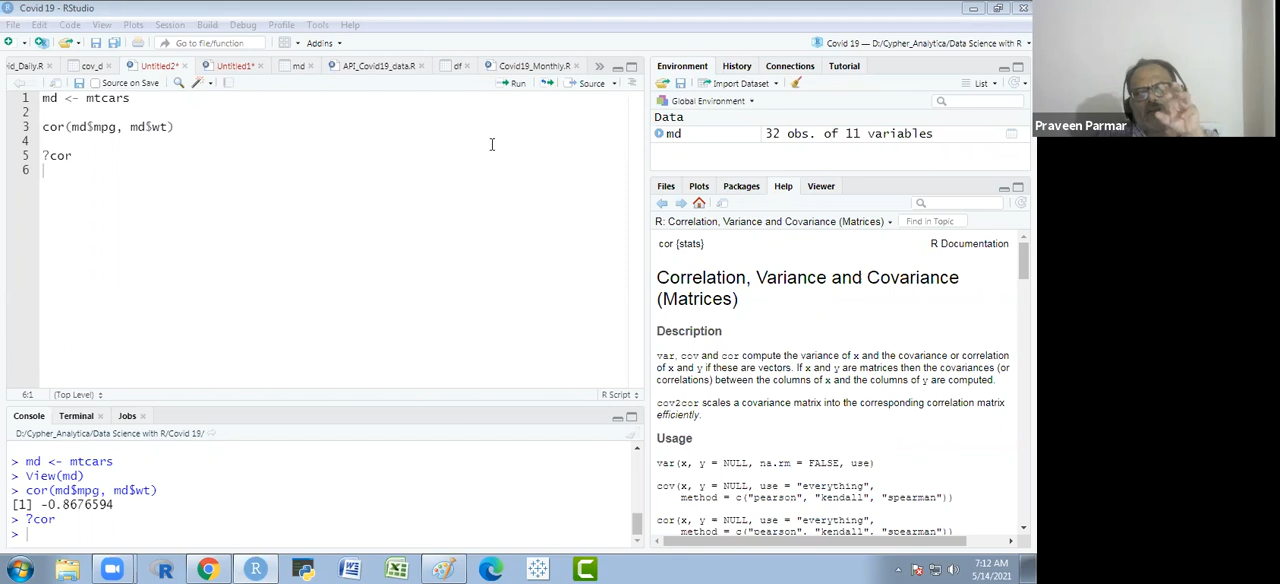 Covid 19 - RStudio
File Edit Code View Plots Session Build Debug Profile Tools Help
Go to file/function Addins
Covid 19 — D:/Cypher_Analytica/Data Science with R/Covid 19
id_Daily.R cov_d Untitled2* Untitled1* md API_Covid19_data.R df Covid19_Monthly.R
Source on Save Run Source
1 md <- mtcars
2
3 cor(md$mpg, md$wt)
4
5 ?cor
6
6:1 (Top Level) R Script
Console Terminal Jobs
D:/Cypher_Analytica/Data Science with R/Covid 19/
> md <- mtcars
> View(md)
> cor(md$mpg, md$wt)
[1] -0.8676594
> ?cor
>
Environment History Connections Tutorial
Import Dataset List
Global Environment
Data
md 32 obs. of 11 variables
Files Plots Packages Help Viewer
R: Correlation, Variance and Covariance (Matrices) Find in Topic
cor {stats} R Documentation
Correlation, Variance and Covariance
(Matrices)
Description
var, cov and cor compute the variance of x and the covariance or correlation
of x and y if these are vectors. If x and y are matrices then the covariances (or
correlations) between the columns of x and the columns of y are computed.
cov2cor scales a covariance matrix into the corresponding correlation matrix
efficiently.
Usage
var(x, y = NULL, na.rm = FALSE, use)
cov(x, y = NULL, use = "everything",
method = c("pearson", "kendall", "spearman"))
cor(x, y = NULL, use = "everything",
method = c("pearson", "kendall", "spearman"))
Praveen Parmar
7:12 AM
5/14/2021